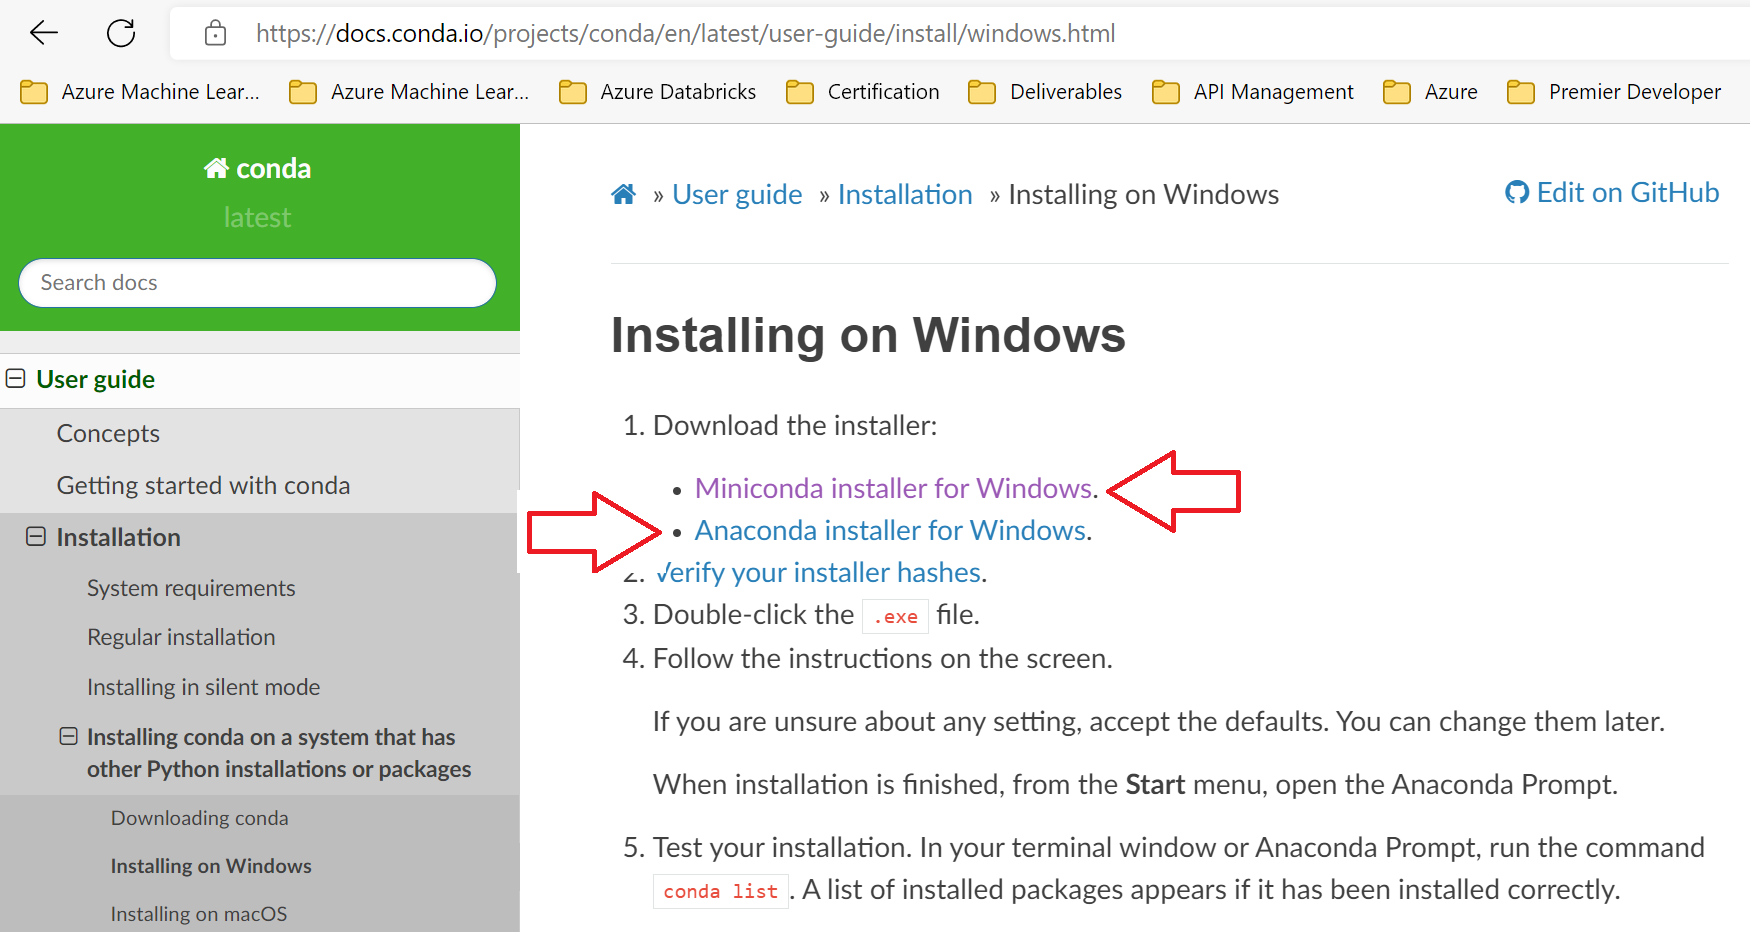 https://docs.conda.io/projects/conda/en/latest/user-guide/install/windows.html
Azure Machine Lear... Azure Machine Lear... Azure Databricks Certification Deliverables API Management Azure Premier Developer
conda
latest
Search docs
User guide
Concepts
Getting started with conda
Installation
System requirements
Regular installation
Installing in silent mode
Installing conda on a system that has
other Python installations or packages
Downloading conda
Installing on Windows
Installing on macOS
» User guide » Installation » Installing on Windows
Edit on GitHub
Installing on Windows
1. Download the installer:
• Miniconda installer for Windows.
• Anaconda installer for Windows.
2. Verify your installer hashes.
3. Double-click the .exe file.
4. Follow the instructions on the screen.
If you are unsure about any setting, accept the defaults. You can change them later.
When installation is finished, from the Start menu, open the Anaconda Prompt.
5. Test your installation. In your terminal window or Anaconda Prompt, run the command
conda list. A list of installed packages appears if it has been installed correctly.